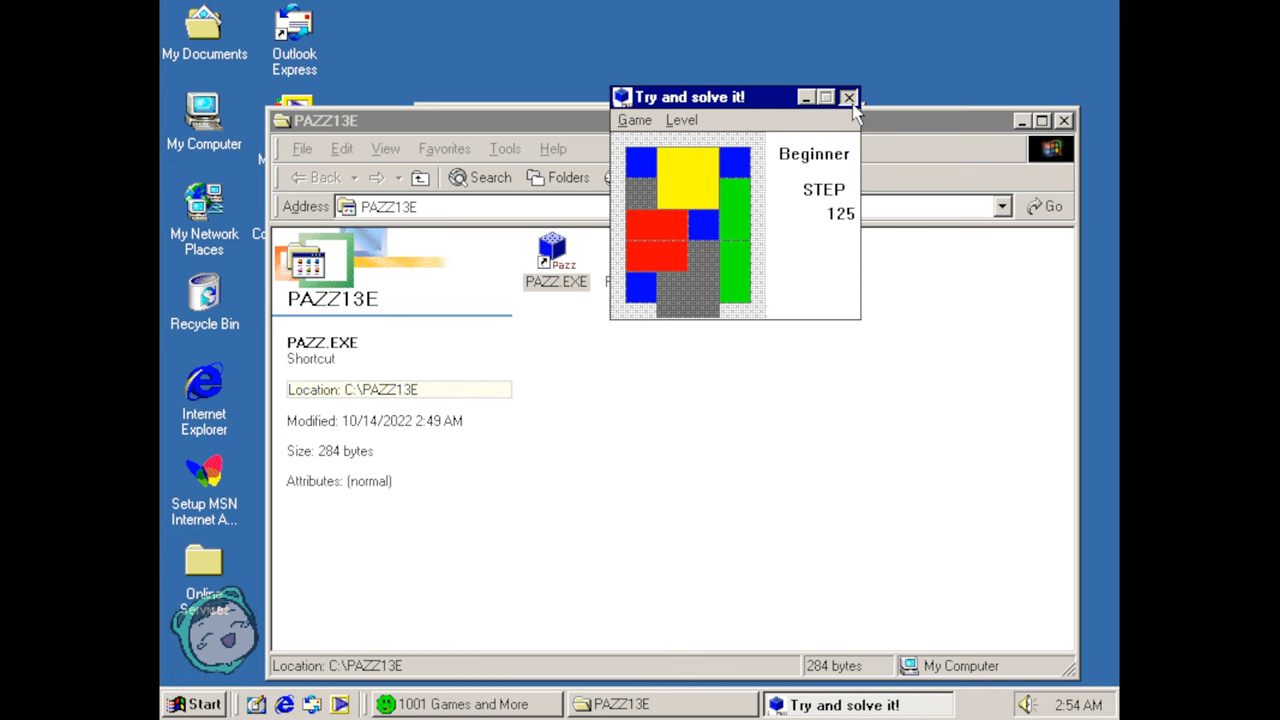 My Documents
Outlook
Express
My Computer
My Network
Places
Recycle Bin
Internet
Explorer
Setup MSN
Internet A...
Online
Services
PAZZ13E
File Edit View Favorites Tools Help
Back Search Folders
Address PAZZ13E Go
PAZZ13E
PAZZ.EXE
Shortcut
Location: C:\PAZZ13E
Modified: 10/14/2022 2:49 AM
Size: 284 bytes
Attributes: (normal)
Pazz
PAZZ.EXE
Try and solve it!
Game Level
Beginner
STEP
125
Location: C:\PAZZ13E 284 bytes My Computer
Start 1001 Games and More PAZZ13E Try and solve it! 2:54 AM